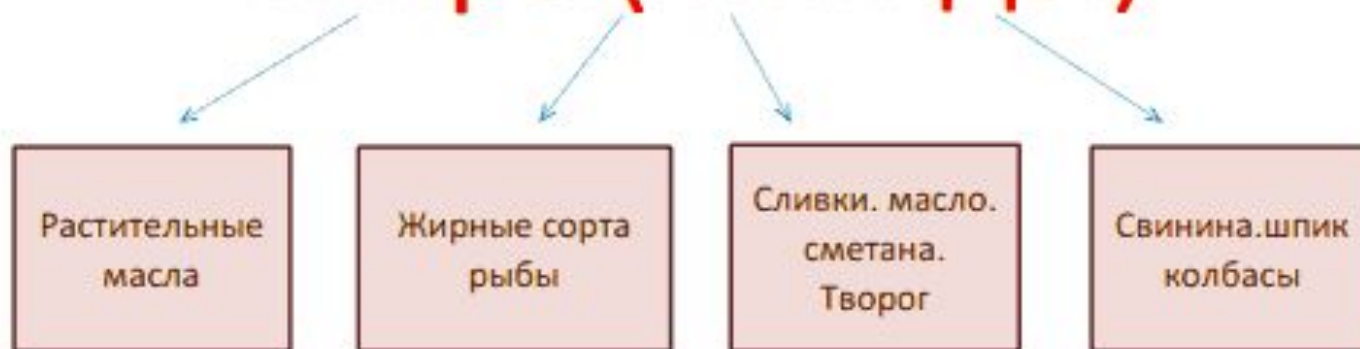 Растительные
масла
Жирные сорта
рыбы
Сливки. масло.
сметана.
Творог
Свинина.шпик
колбасы